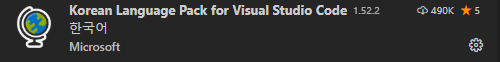 Korean Language Pack for Visual Studio Code 1.52.2 490K 5
한국어
Microsoft